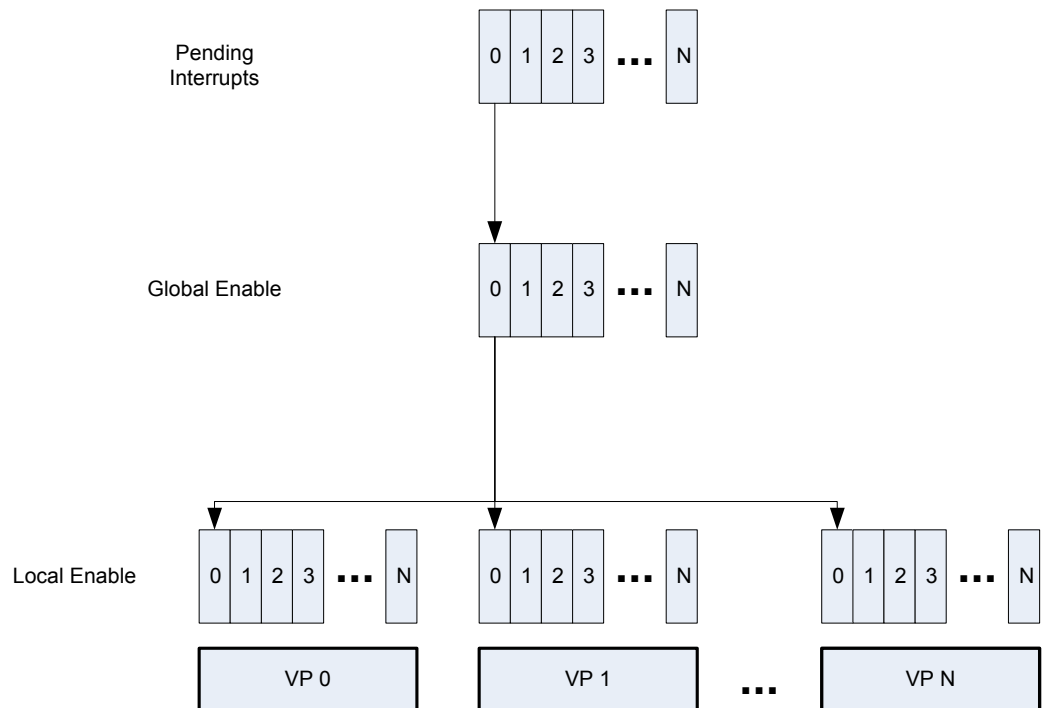 Pending
Interrupts
0 1 2 3 ... N
Global Enable
0 1 2 3 ... N
Local Enable
0 1 2 3 ... N
0 1 2 3 ... N
... 
0 1 2 3 ... N
VP 0
VP 1
...
VP N